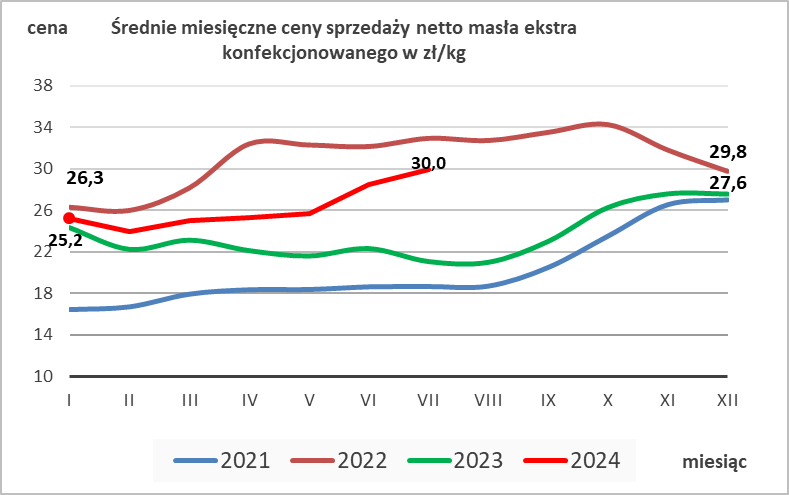 cena
Średnie miesięczne ceny sprzedaży netto masła ekstra
konfekcjonowanego w zł/kg
38
34
30
26
22
18
14
10
26,3
25,2
30,0
29,8
27,6
I II III IV V VI VII VIII IX X XI XII
2021 2022 2023 2024
miesiąc